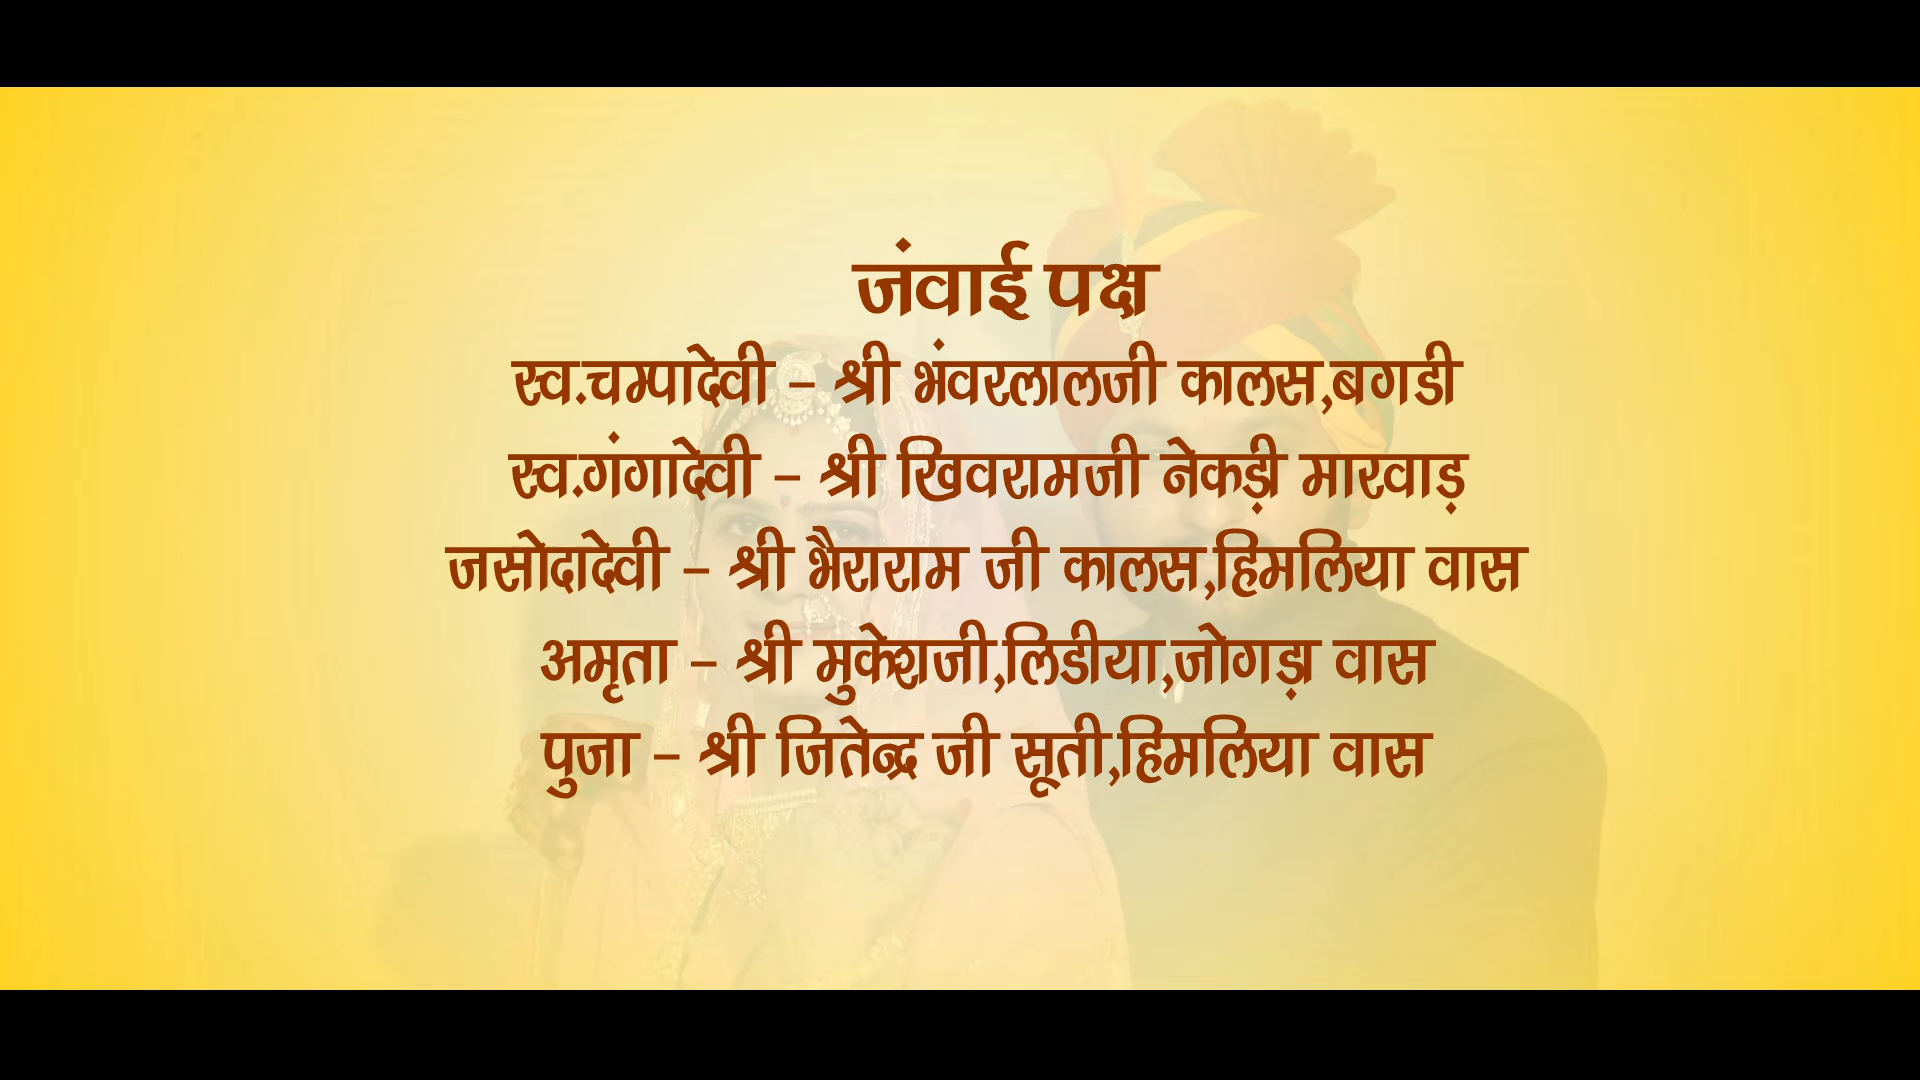 जंवाई पक्ष
स्व.चम्पादेवी – श्री भंवरलालजी कालस,बगडी
स्व.गंगादेवी – श्री खिवरामजी नेकड़ी मारवाड़
जसोदादेवी – श्री भैराराम जी कालस,हिमलिया वास
अमृता – श्री मुकेशजी,लिडीया,जोगड़ा वास
पुजा – श्री जितेन्द्र जी सूती,हिमलिया वास